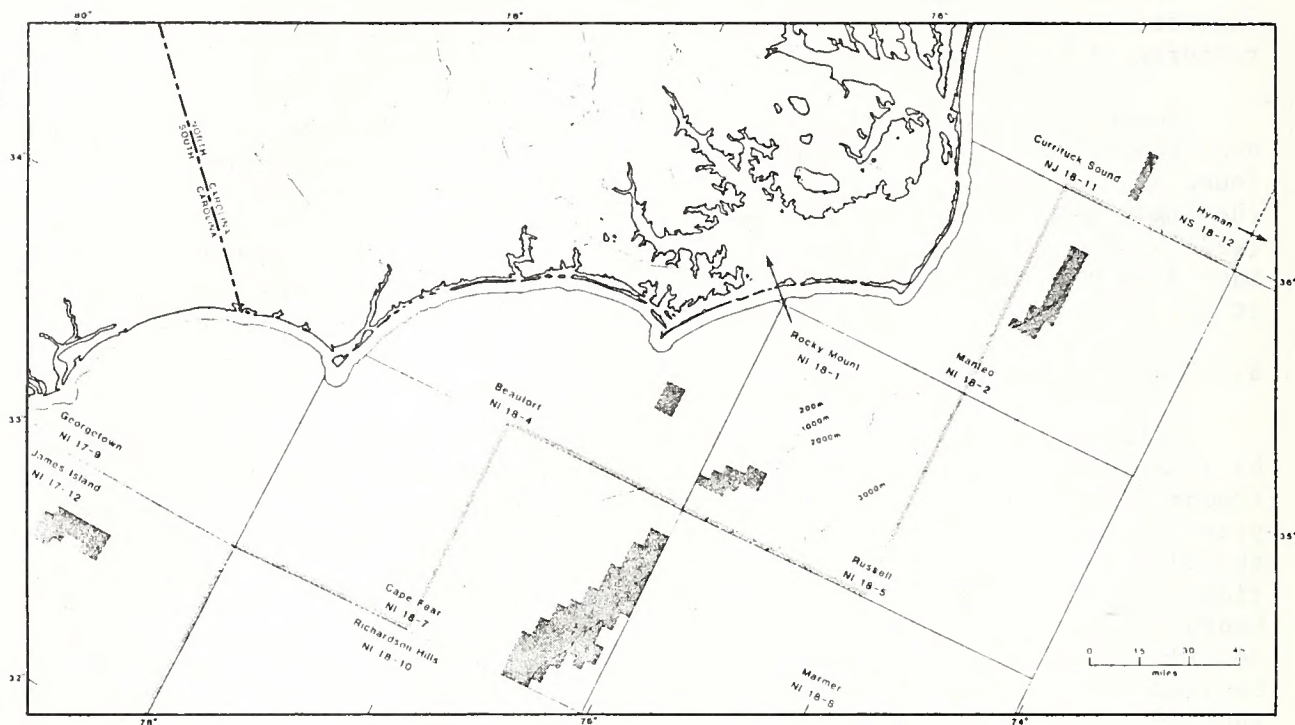 80°
78°
76°
34°
NORTH CAROLINA
SOUTH CAROLINA
Currituck Sound
NJ 18-11
Hyman
NS 18-12
36°
Rocky Mount
NI 18-1
Manteo
NI 18-2
Beaufort
NI 18-4
200m
1000m
2000m
3000m
33°
Georgetown
NI 17-9
James Island
NI 17-12
35°
Russell
NI 18-5
Cape Fear
NI 18-7
Richardson Hills
NI 18-10
Marmer
NI 18-8
0 15 30 45
miles
32°
78°
76°
74°